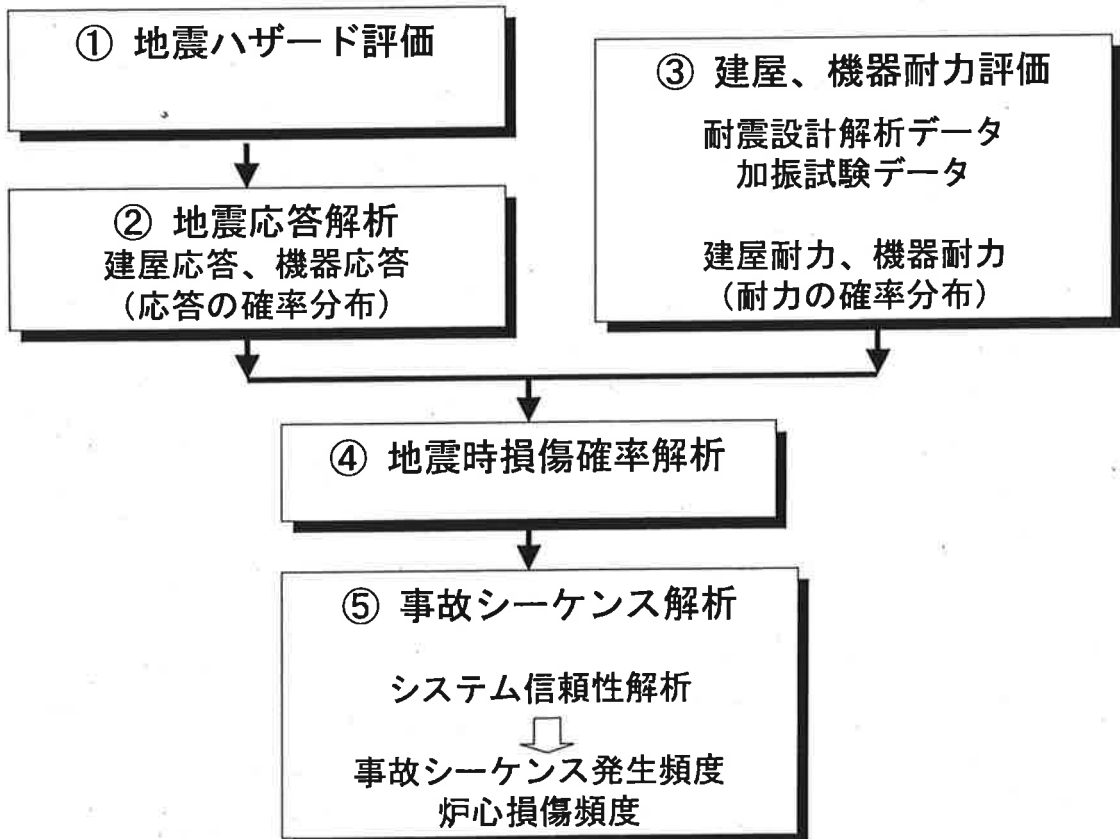 ① 地震ハザード評価
② 地震応答解析
建屋応答、機器応答
(応答の確率分布)
③ 建屋、機器耐力評価
耐震設計解析データ
加振試験データ
建屋耐力、機器耐力
(耐力の確率分布)
④ 地震時損傷確率解析
⑤ 事故シーケンス解析
システム信頼性解析
事故シーケンス発生頻度
炉心損傷頻度